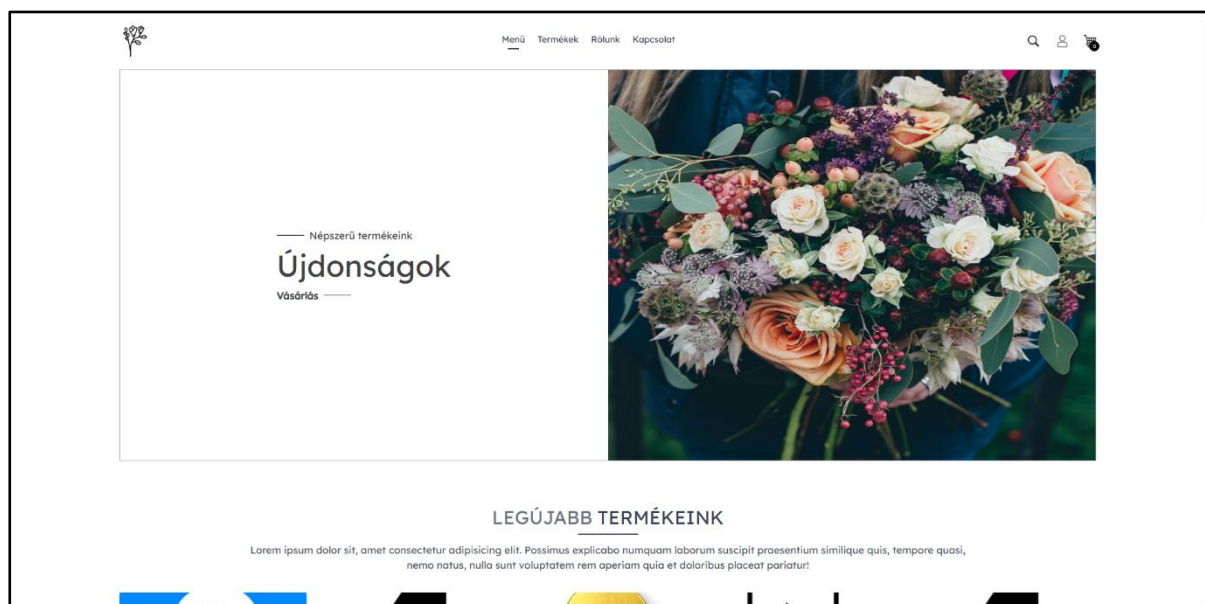 Menü Termékek Rólunk Kapcsolat
0
Népszerű termékeink
Újdonságok
Vásárlás
LEGÚJABB TERMÉKEINK
Lorem ipsum dolor sit, amet consectetur adipisicing elit. Possimus explicabo numquam laborum suscipit praesentium similique quis, tempore quasi,
nemo natus, nulla sunt voluptatem rem aperiam quia et doloribus placeat pariatur!